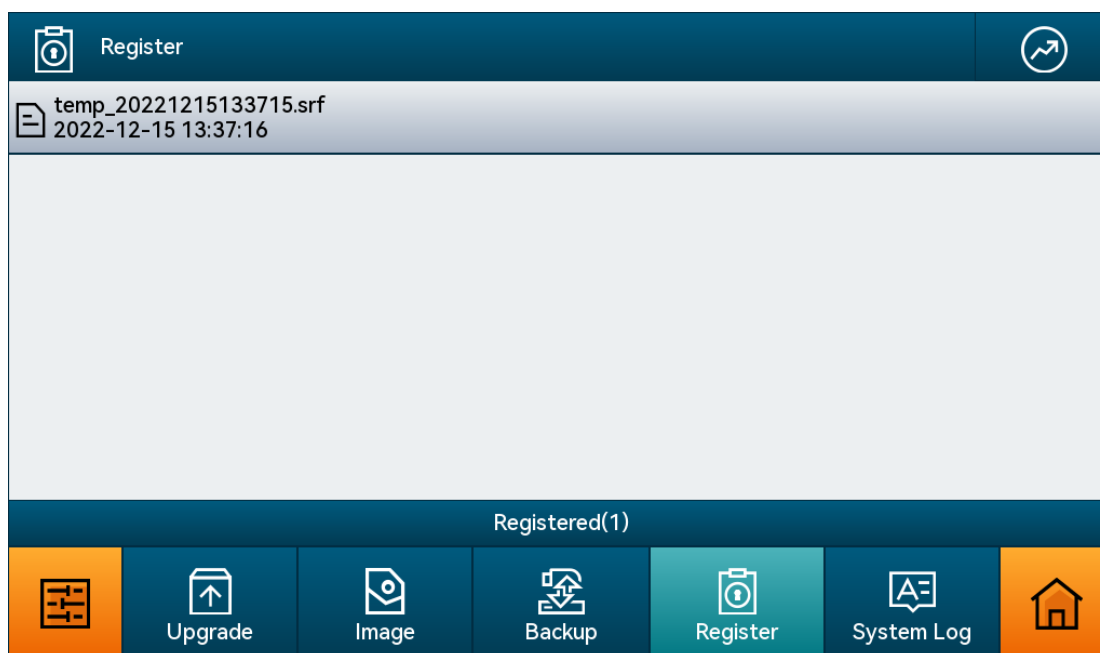 Register
temp_20221215133715.srf
2022-12-15 13:37:16
Registered(1)
Upgrade
Image
Backup
Register
System Log